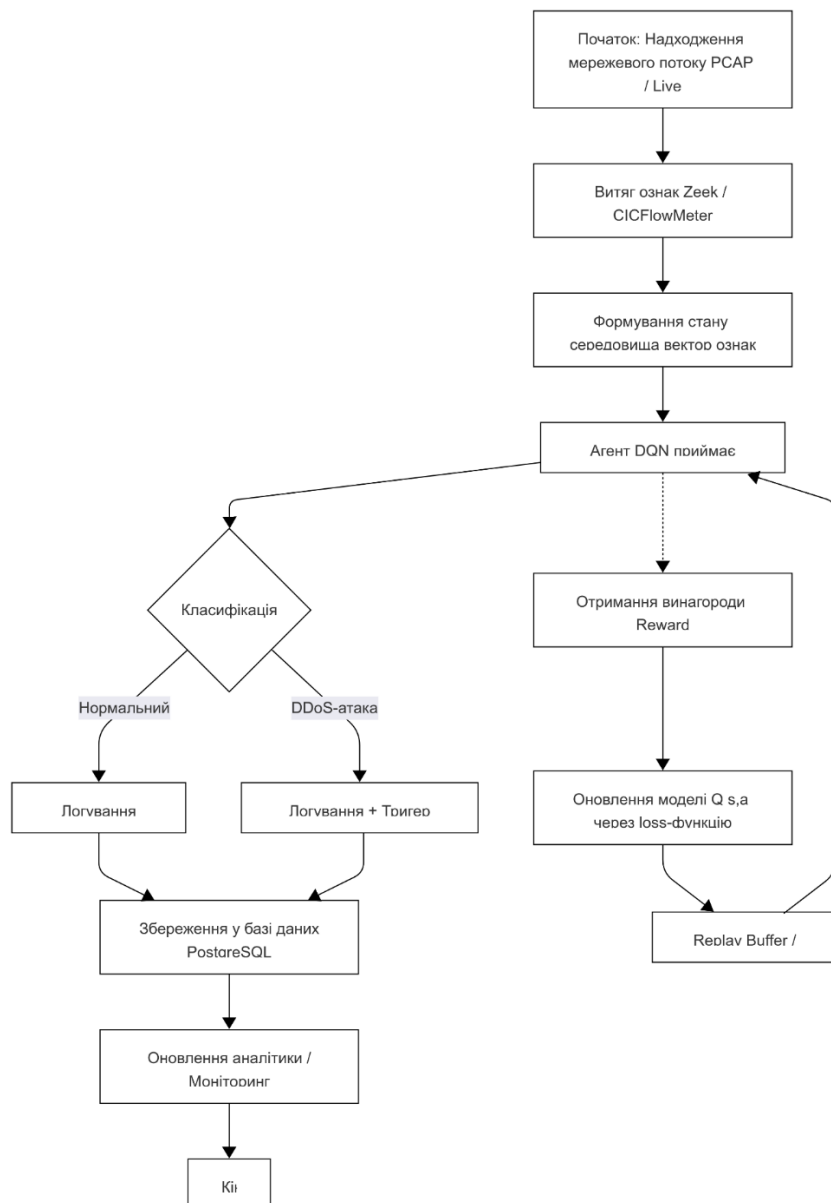 Початок: Надходження
мережевого потоку PCAP
/ Live
Витяг ознак Zeek /
CICFlowMeter
Формування стану
середовища вектор ознак
Агент DQN приймає
Класифікація
Отримання винагороди
Reward
Нормальний
DDoS-атака
Логування
Логування + Тригер
Оновлення моделі Q s,a
через loss-функцію
Збереження у базі даних
PostgreSQL
Replay Buffer /
Оновлення аналітики /
Моніторинг